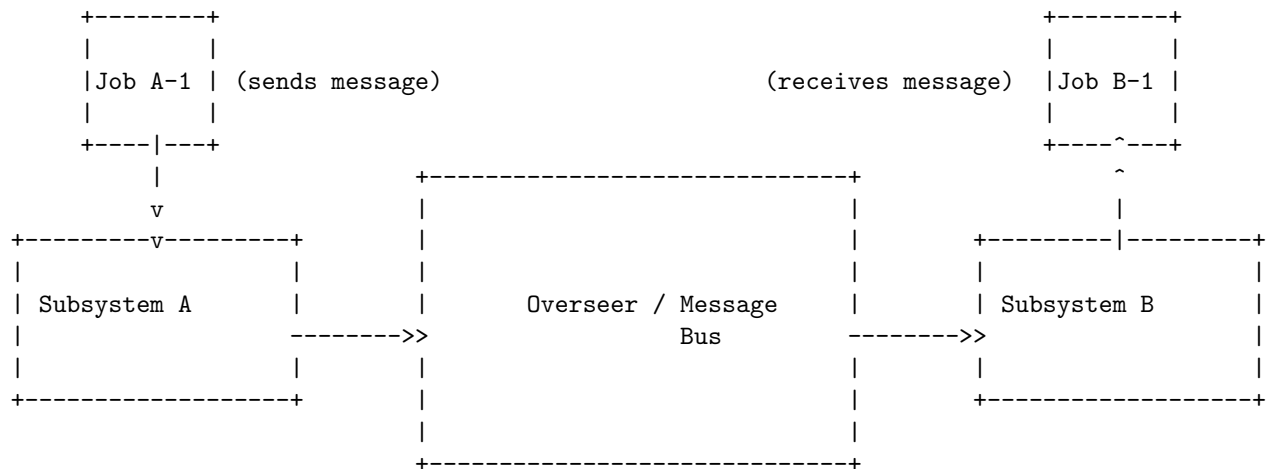 Job A-1 (sends message) (receives message) Job B-1
Subsystem A Overseer / Message Subsystem B
Bus